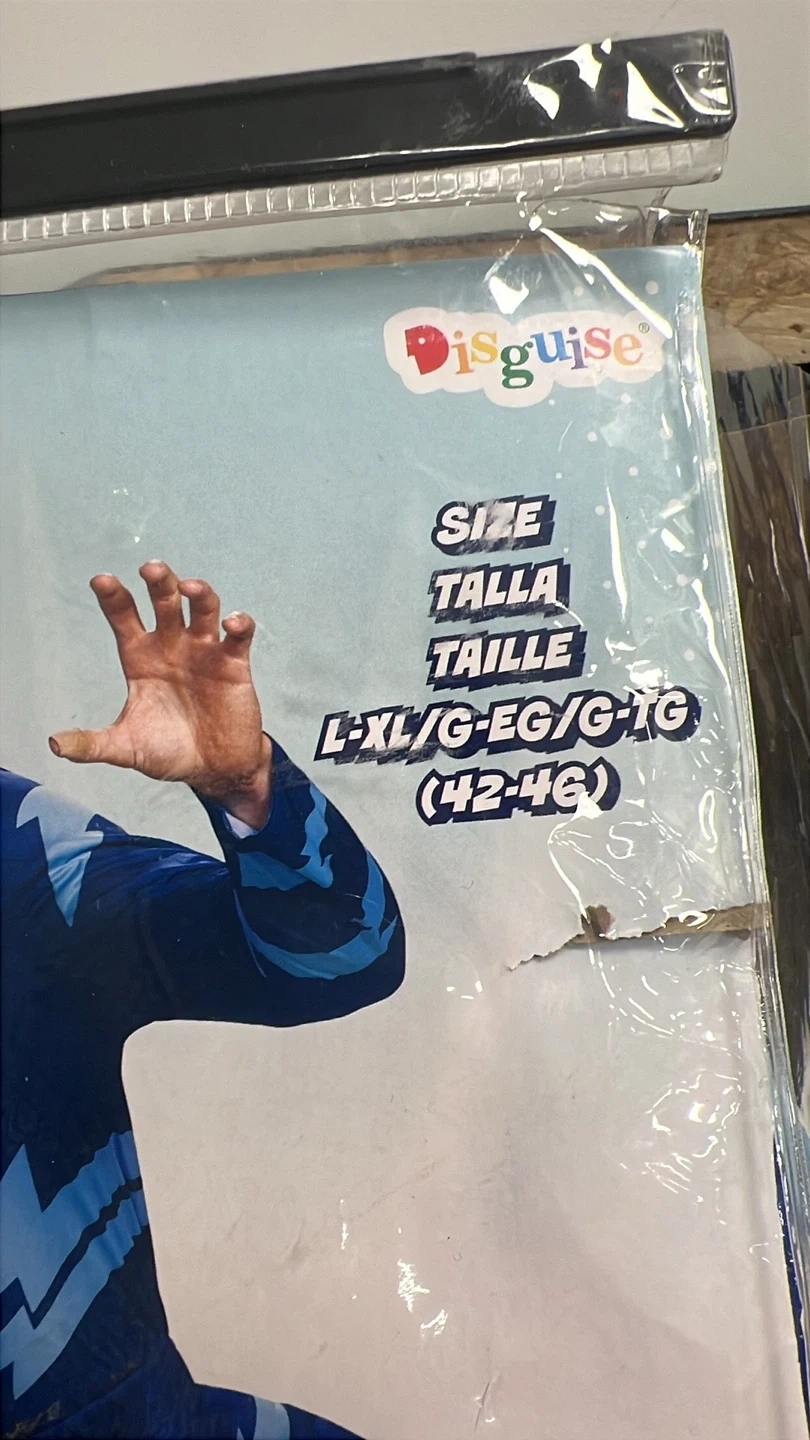 Disguise®
SIZE
TALLA
TAILLE
L-XL/G-EG/G-TG
(42-46)